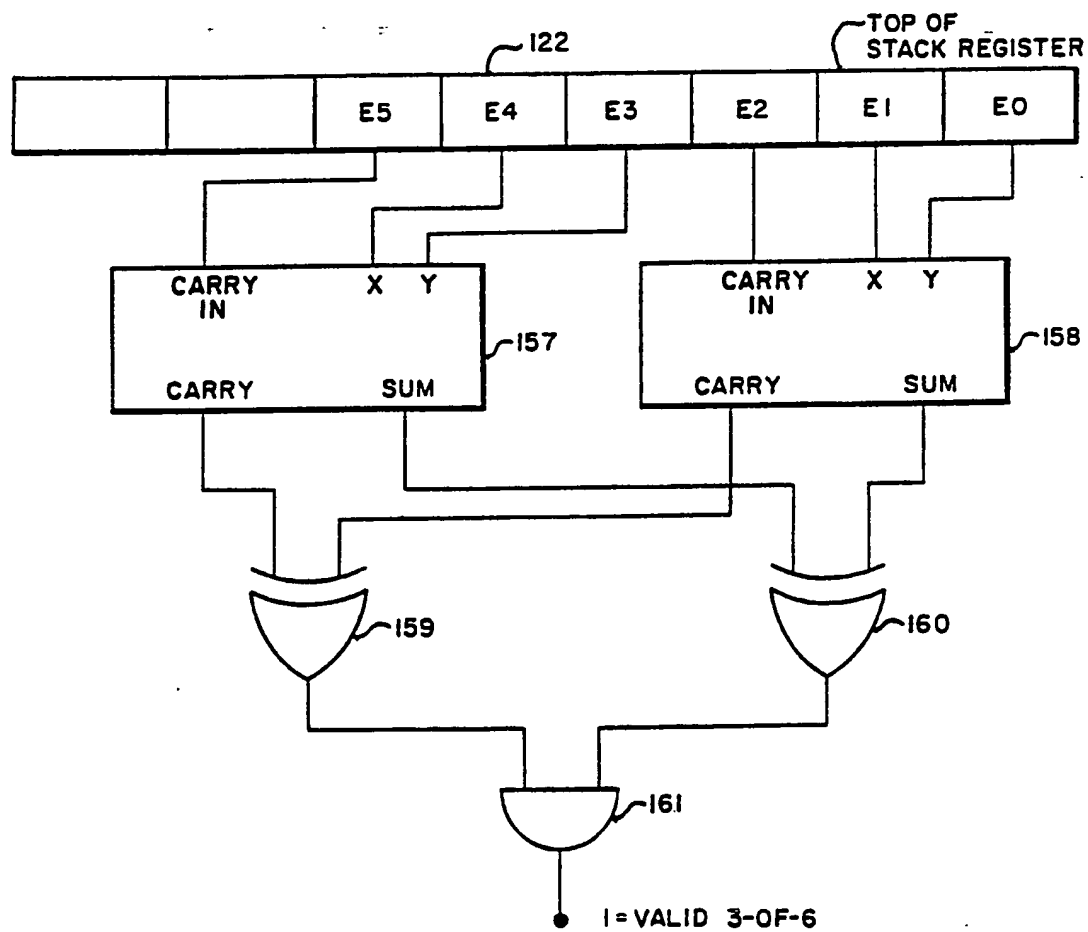 122
TOP OF
STACK REGISTER
E5 E4 E3 E2 E1 E0
CARRY IN X Y
157
CARRY SUM
CARRY IN X Y
158
CARRY SUM
159
160
161
1=VALID 3-OF-6